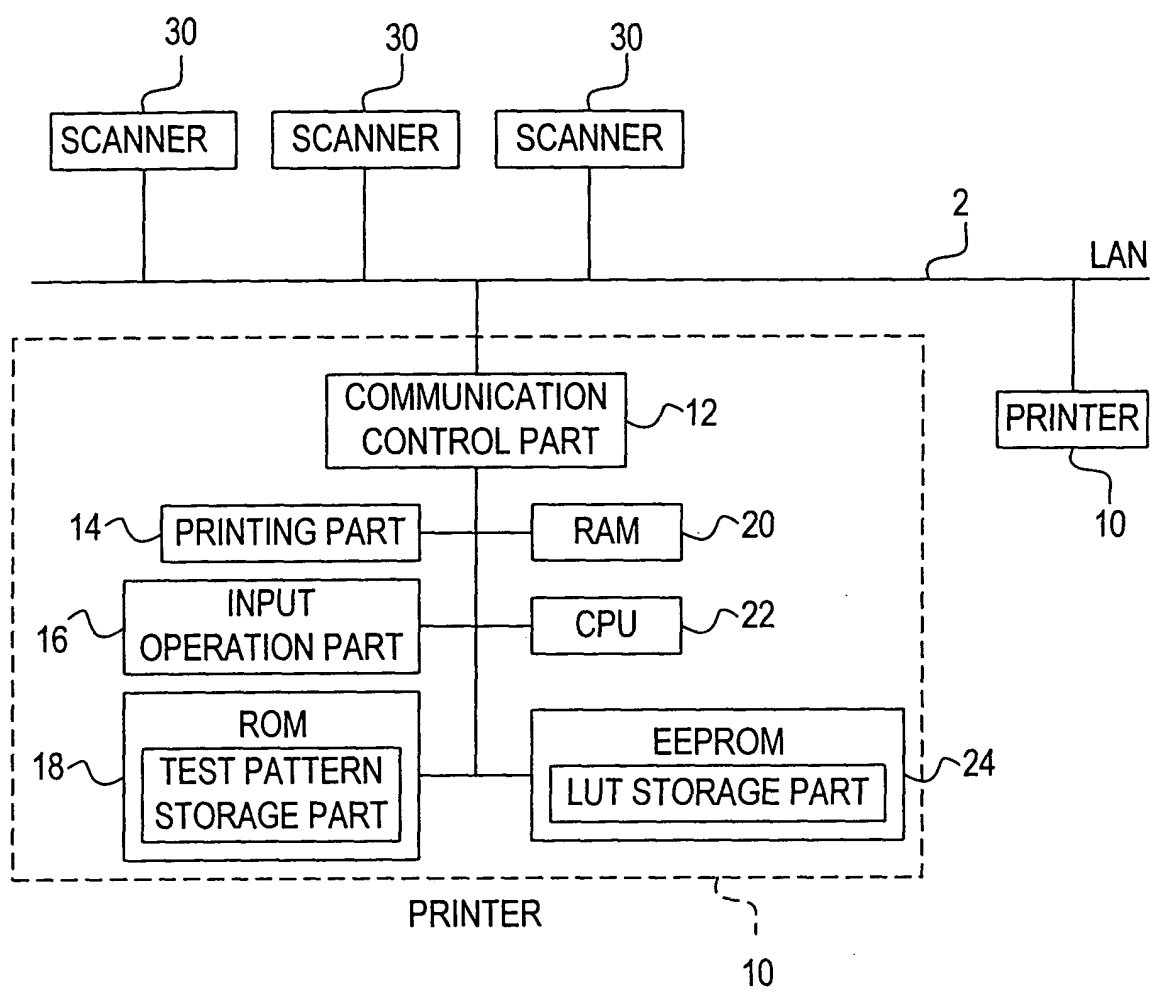 30 30 30
SCANNER SCANNER SCANNER
2
LAN
COMMUNICATION
CONTROL PART
12
PRINTER
10
14 PRINTING PART RAM 20
INPUT
OPERATION PART
16
CPU 22
ROM
18
TEST PATTERN
STORAGE PART
EEPROM
LUT STORAGE PART
24
PRINTER
10